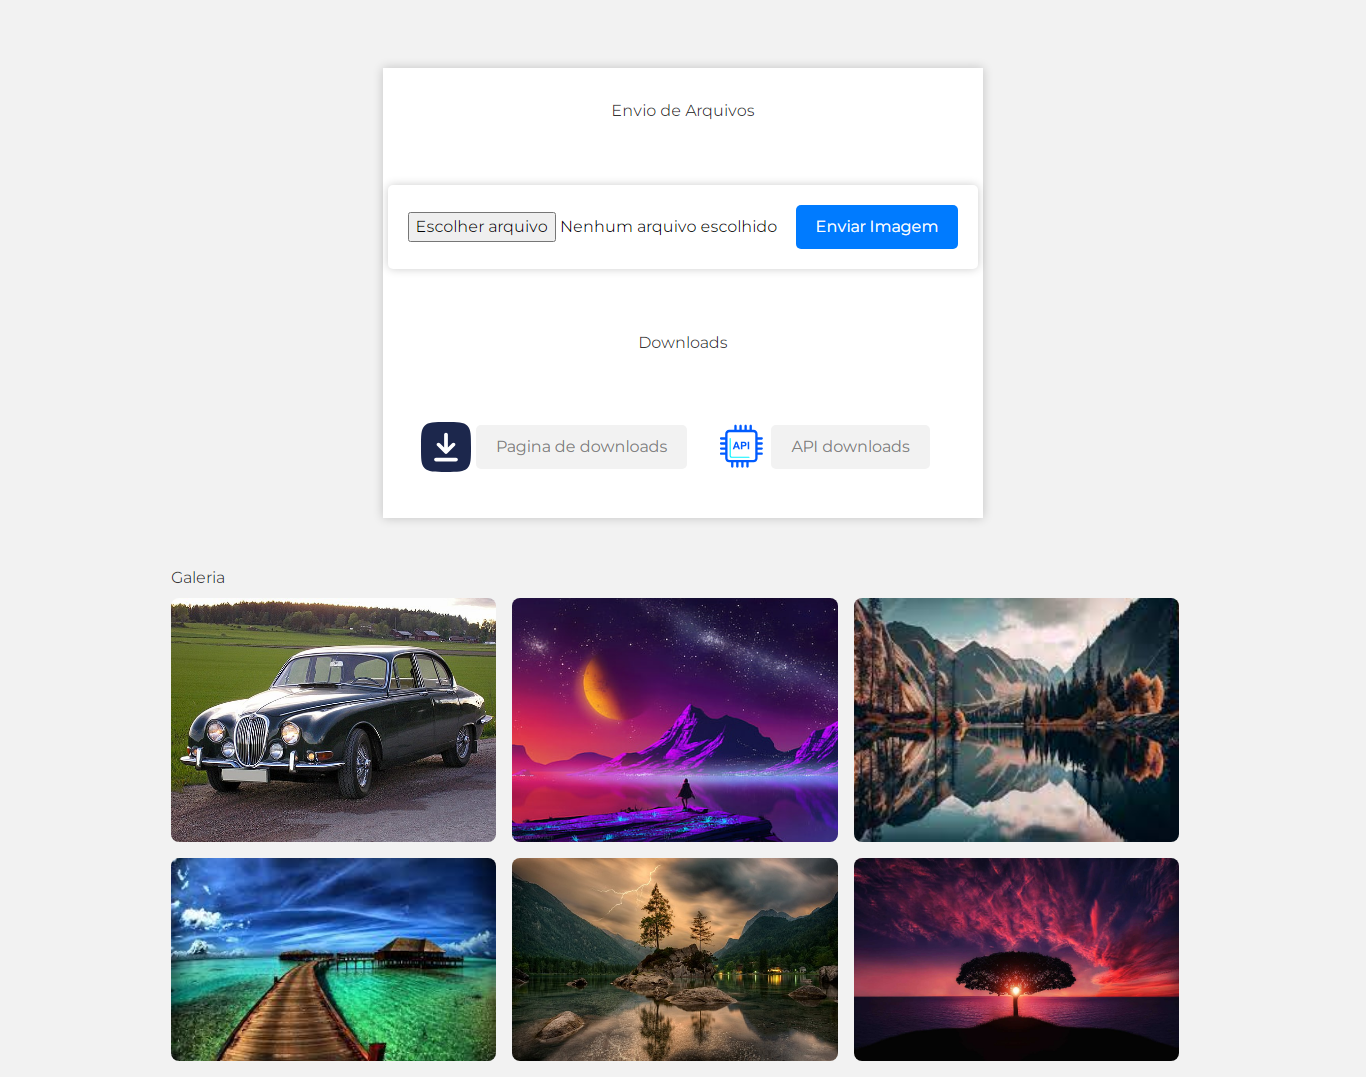 Envio de Arquivos
Escolher arquivo Nenhum arquivo escolhido Enviar Imagem
Downloads
Pagina de downloads API API downloads
Galeria